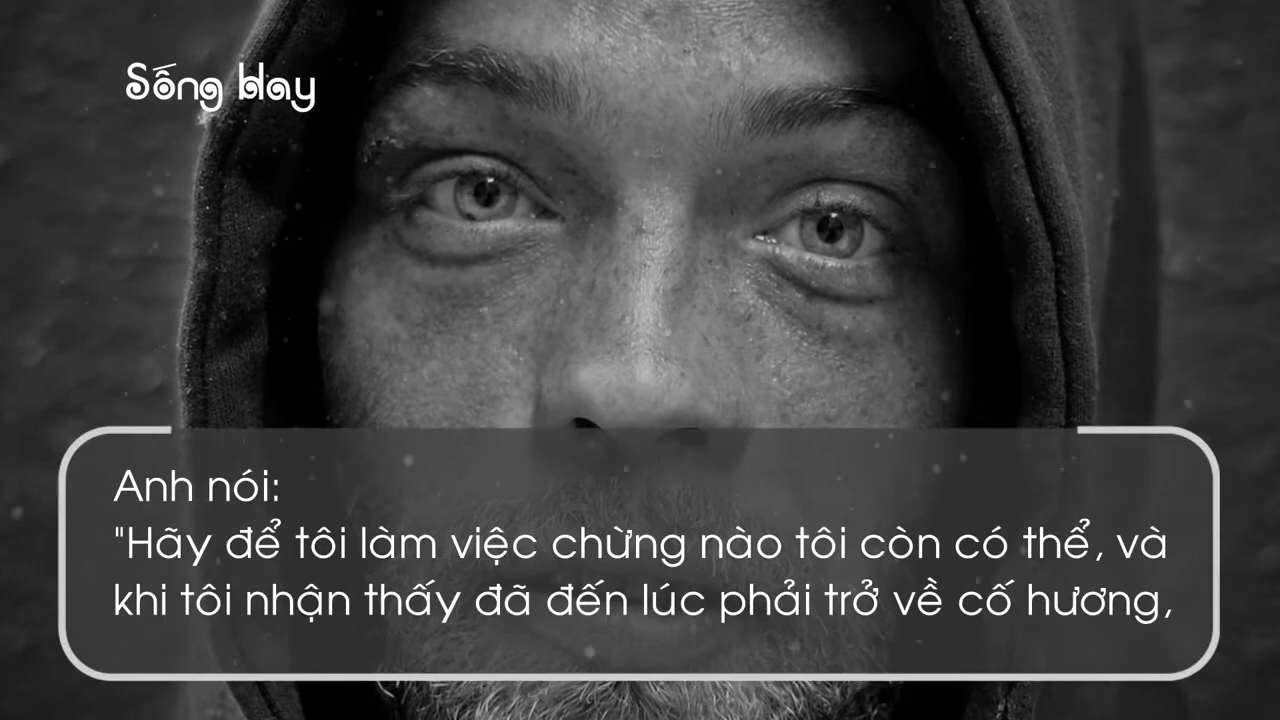 Sống Hay
Anh nói:
"Hãy để tôi làm việc chừng nào tôi còn có thể, và
khi tôi nhận thấy đã đến lúc phải trở về cố hương,